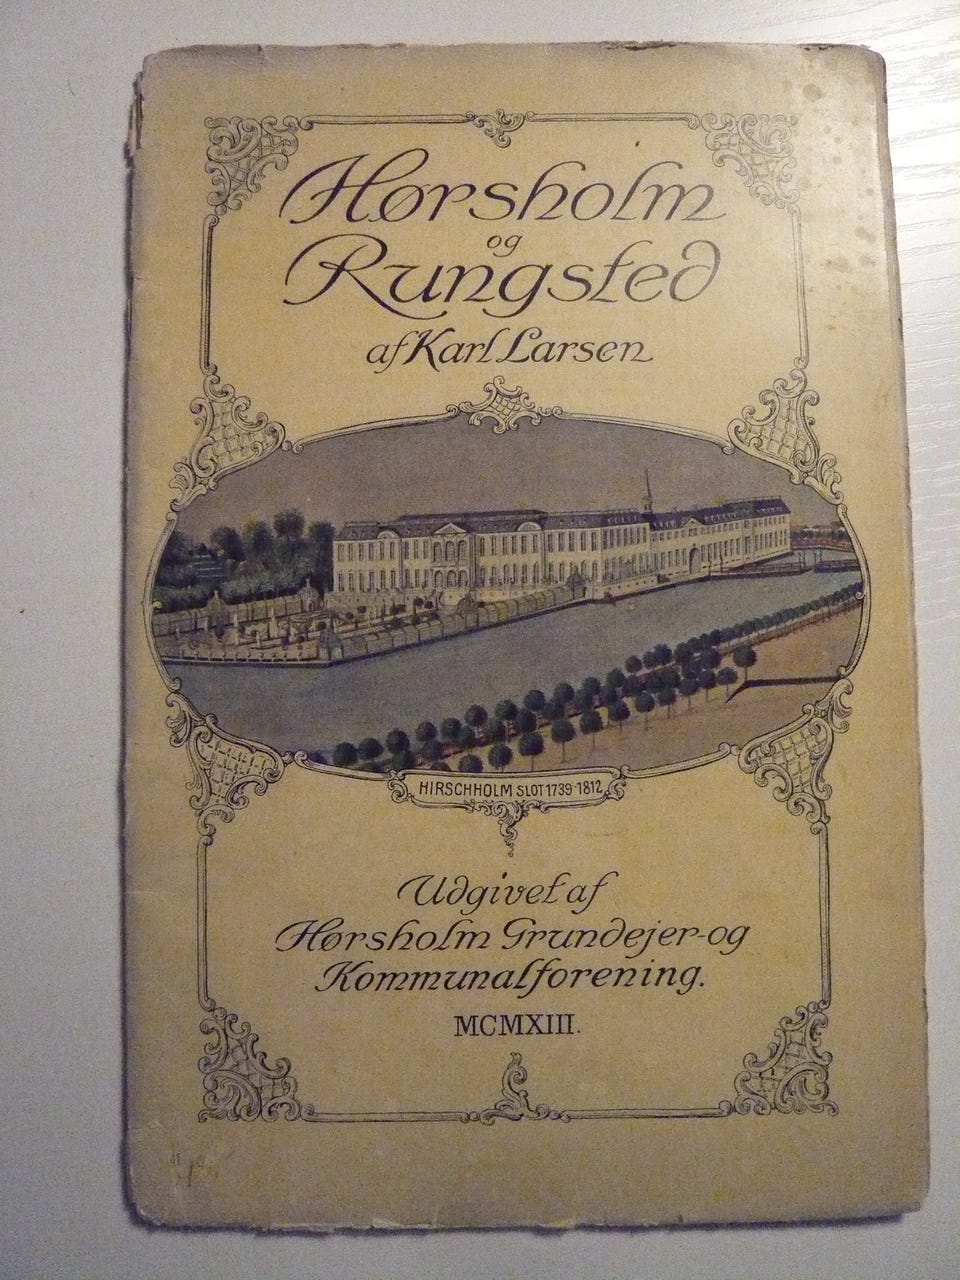 Hørsholm
og
Rungsted
af Karl Larsen
HIRSCHHOLM SLOT 1739-1812
Udgivet af
Hørsholm Grundejer-og
Kommunalforening.
MCMXIII.